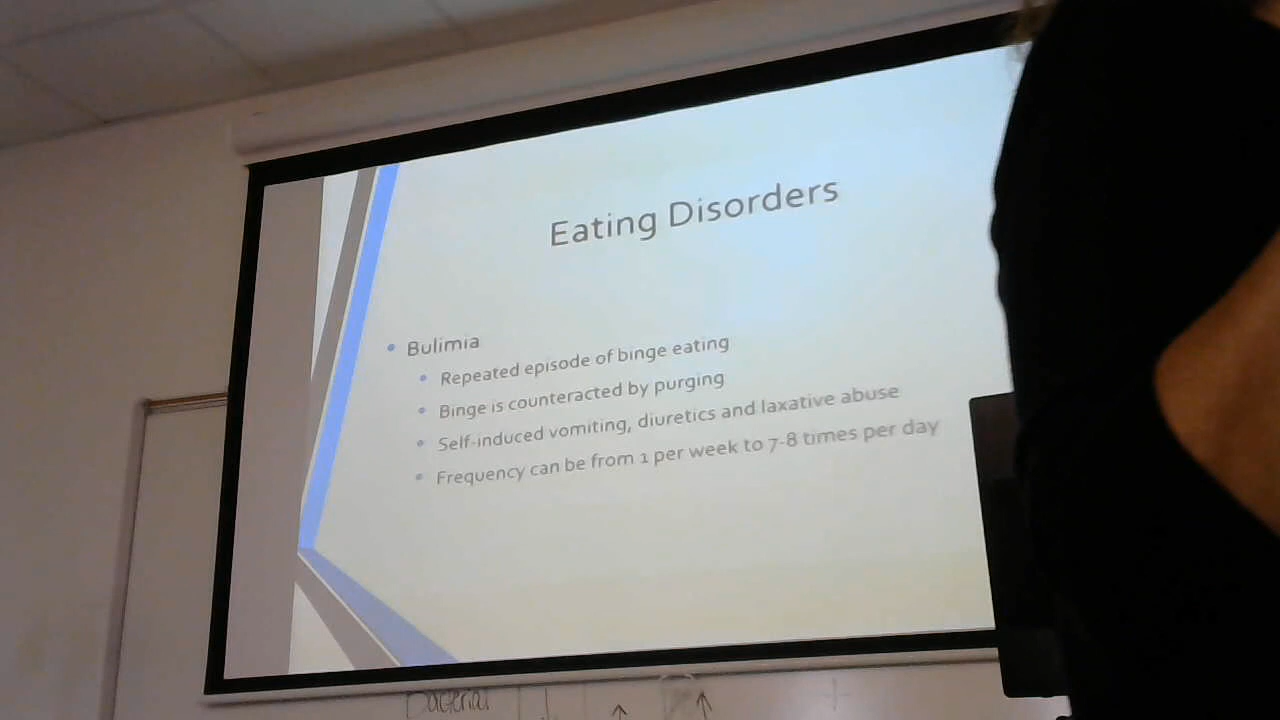 Eating Disorders
Bulimia
Repeated episode of binge eating
Binge is counteracted by purging
Self-induced vomiting, diuretics and laxative abuse
Frequency can be from 1 per week to 7-8 times per day